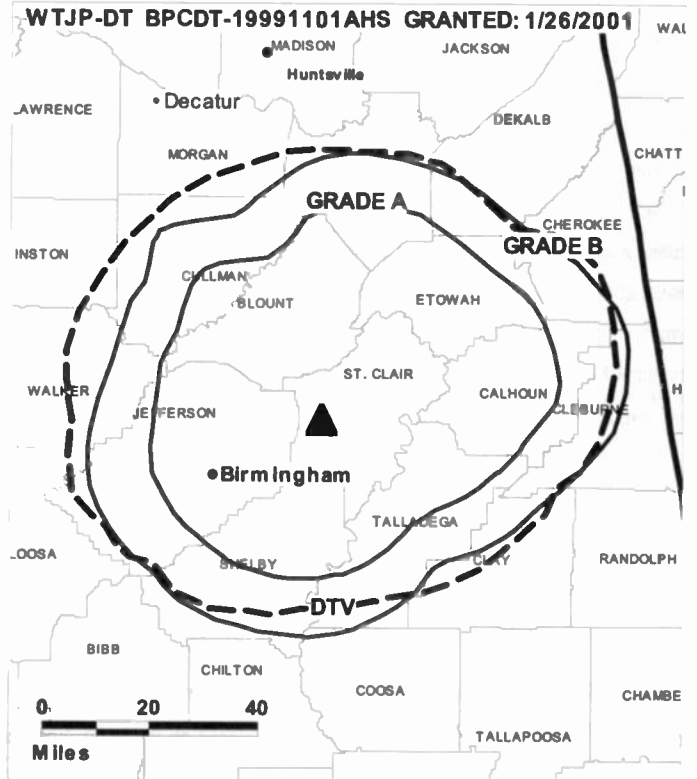 WTJP-DT BPCDT-19991101AHS GRANTED: 1/26/2001
MADISON
JACKSON
Huntsville
LAWRENCE
Decatur
DEKALB
MORGAN
CHATT
GRADE A
CHEROKEE
GRADE B
INSTON
CULLMAN
BLOUNT
ETOWAH
ST. CLAIR
WALKER
JEFFERSON
CALHOUN
CLEBURNE
H
Birmingham
TALLADEGA
LOOSA
SHELBY
CLAY
RANDOLPH
DTV
BIBB
CHILTON
COOSA
CHAMBE
TALLAPOOSA
0 20 40
Miles